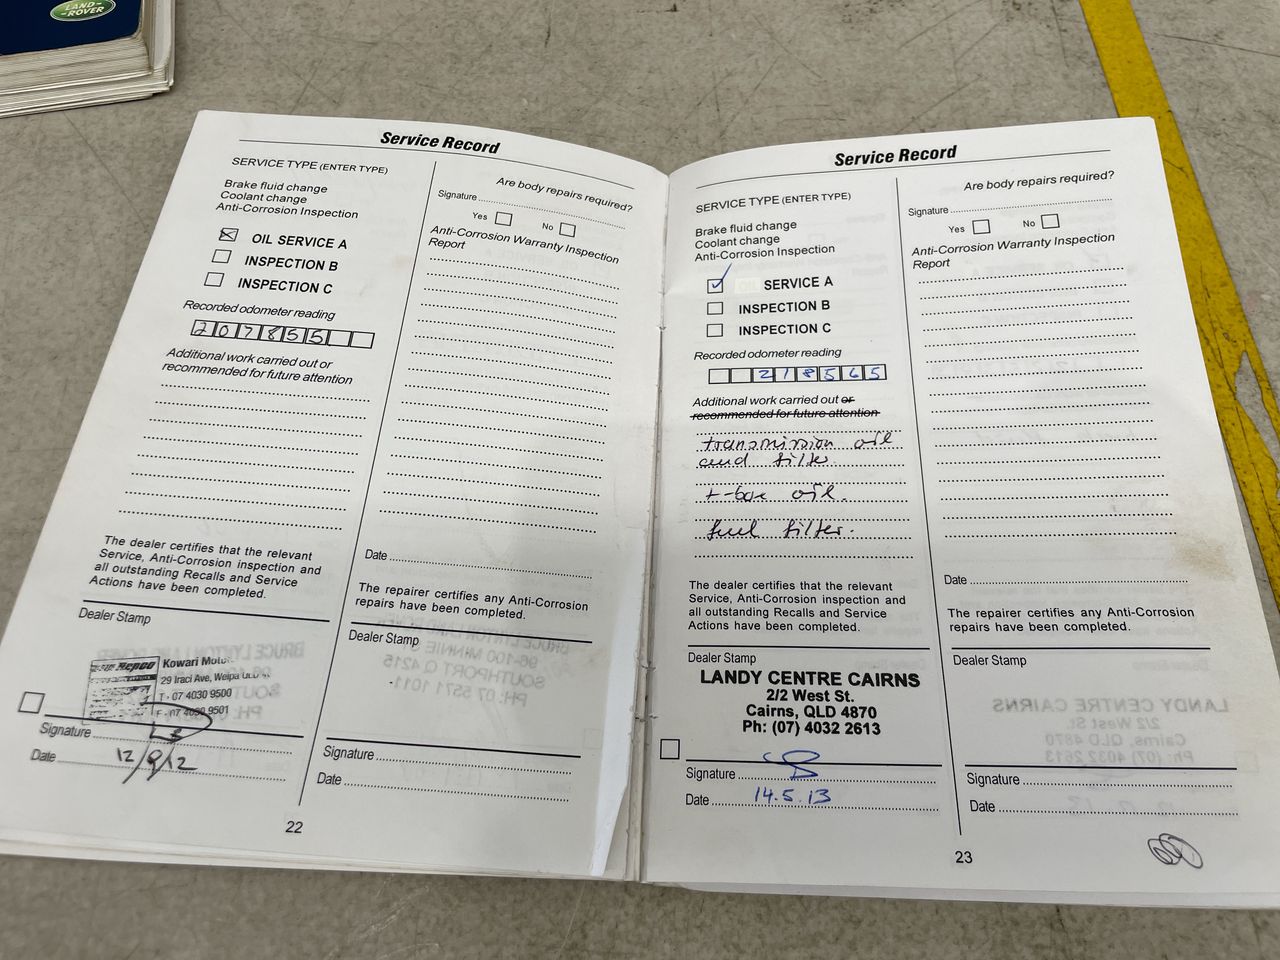 LAND-
ROVER
Service Record
SERVICE TYPE (ENTER TYPE)
Brake fluid change
Coolant change
Anti-Corrosion Inspection
OIL SERVICE A
INSPECTION B
INSPECTION C
Recorded odometer reading
207855
Additional work carried out or
recommended for future attention
The dealer certifies that the relevant
Service, Anti-Corrosion inspection and
all outstanding Recalls and Service
Actions have been completed.
Dealer Stamp
Repco
Kowari Motor
29 Iraci Ave, Weipa
T - 07 4030 9500
F - 07 4030 9501
Signature
Date 12/9/12
Are body repairs required?
Signature
Yes No
Anti-Corrosion Warranty Inspection
Report
Date
The repairer certifies any Anti-Corrosion
repairs have been completed.
Dealer Stamp
Signature
Date
22
Service Record
SERVICE TYPE (ENTER TYPE)
Brake fluid change
Coolant change
Anti-Corrosion Inspection
SERVICE A
INSPECTION B
INSPECTION C
Recorded odometer reading
218565
Additional work carried out or
recommended for future attention
transmission oil
and filter.
t-box oil.
fuel filter.
The dealer certifies that the relevant
Service, Anti-Corrosion inspection and
all outstanding Recalls and Service
Actions have been completed.
Dealer Stamp
LANDY CENTRE CAIRNS
2/2 West St.
Cairns, QLD 4870
Ph: (07) 4032 2613
Signature
Date 14.5.13
Are body repairs required?
Signature
Yes No
Anti-Corrosion Warranty Inspection
Report
Date
The repairer certifies any Anti-Corrosion
repairs have been completed.
Dealer Stamp
Signature
Date
23